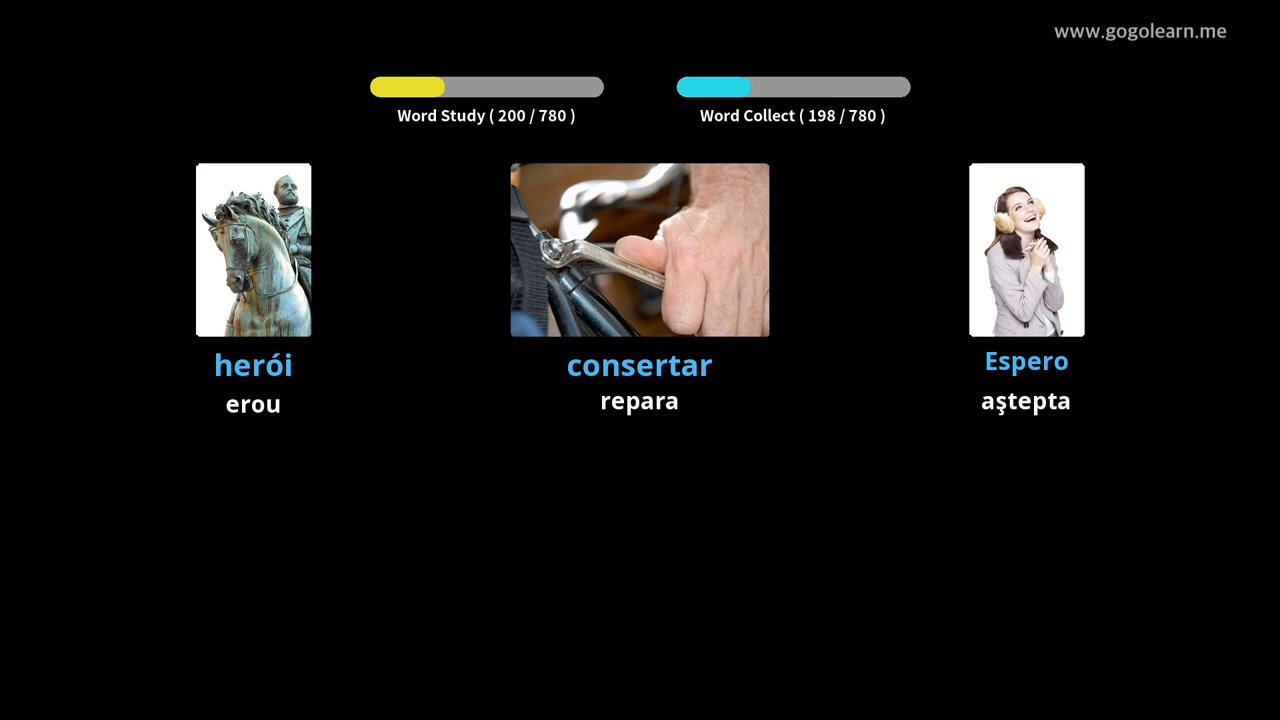 www.gogolearn.me
Word Study ( 200 / 780 )
Word Collect ( 198 / 780 )
herói
erou
consertar
repara
Espero
aştepta